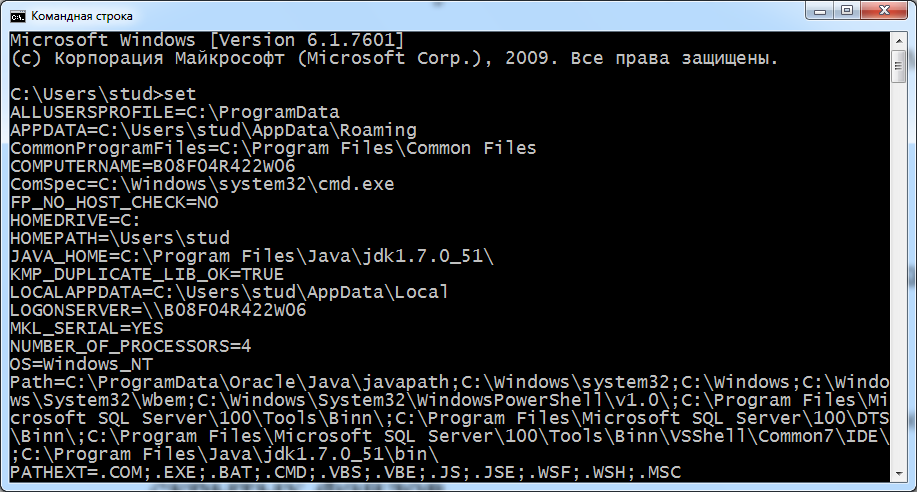 Командная строка
Microsoft Windows [Version 6.1.7601]
(c) Корпорация Майкрософт (Microsoft Corp.), 2009. Все права защищены.
C:\Users\stud>set
ALLUSERSPROFILE=C:\ProgramData
APPDATA=C:\Users\stud\AppData\Roaming
CommonProgramFiles=C:\Program Files\Common Files
COMPUTERNAME=B08F04R422W06
ComSpec=C:\Windows\system32\cmd.exe
FP_NO_HOST_CHECK=NO
HOMEDRIVE=C:
HOMEPATH=\Users\stud
JAVA_HOME=C:\Program Files\Java\jdk1.7.0_51\
KMP_DUPLICATE_LIB_OK=TRUE
LOCALAPPDATA=C:\Users\stud\AppData\Local
LOGONSERVER=\\B08F04R422W06
MKL_SERIAL=YES
NUMBER_OF_PROCESSORS=4
OS=Windows_NT
Path=C:\ProgramData\Oracle\Java\javapath;C:\Windows\system32;C:\Windows;C:\Windo
ws\System32\Wbem;C:\Windows\System32\WindowsPowerShell\v1.0\;C:\Program Files\Mi
crosoft SQL Server\100\Tools\Binn\;C:\Program Files\Microsoft SQL Server\100\DTS
\Binn\;C:\Program Files\Microsoft SQL Server\100\Tools\Binn\VSShell\Common7\IDE\
;C:\Program Files\Java\jdk1.7.0_51\bin\
PATHEXT=.COM;.EXE;.BAT;.CMD;.VBS;.VBE;.JS;.JSE;.WSF;.WSH;.MSC